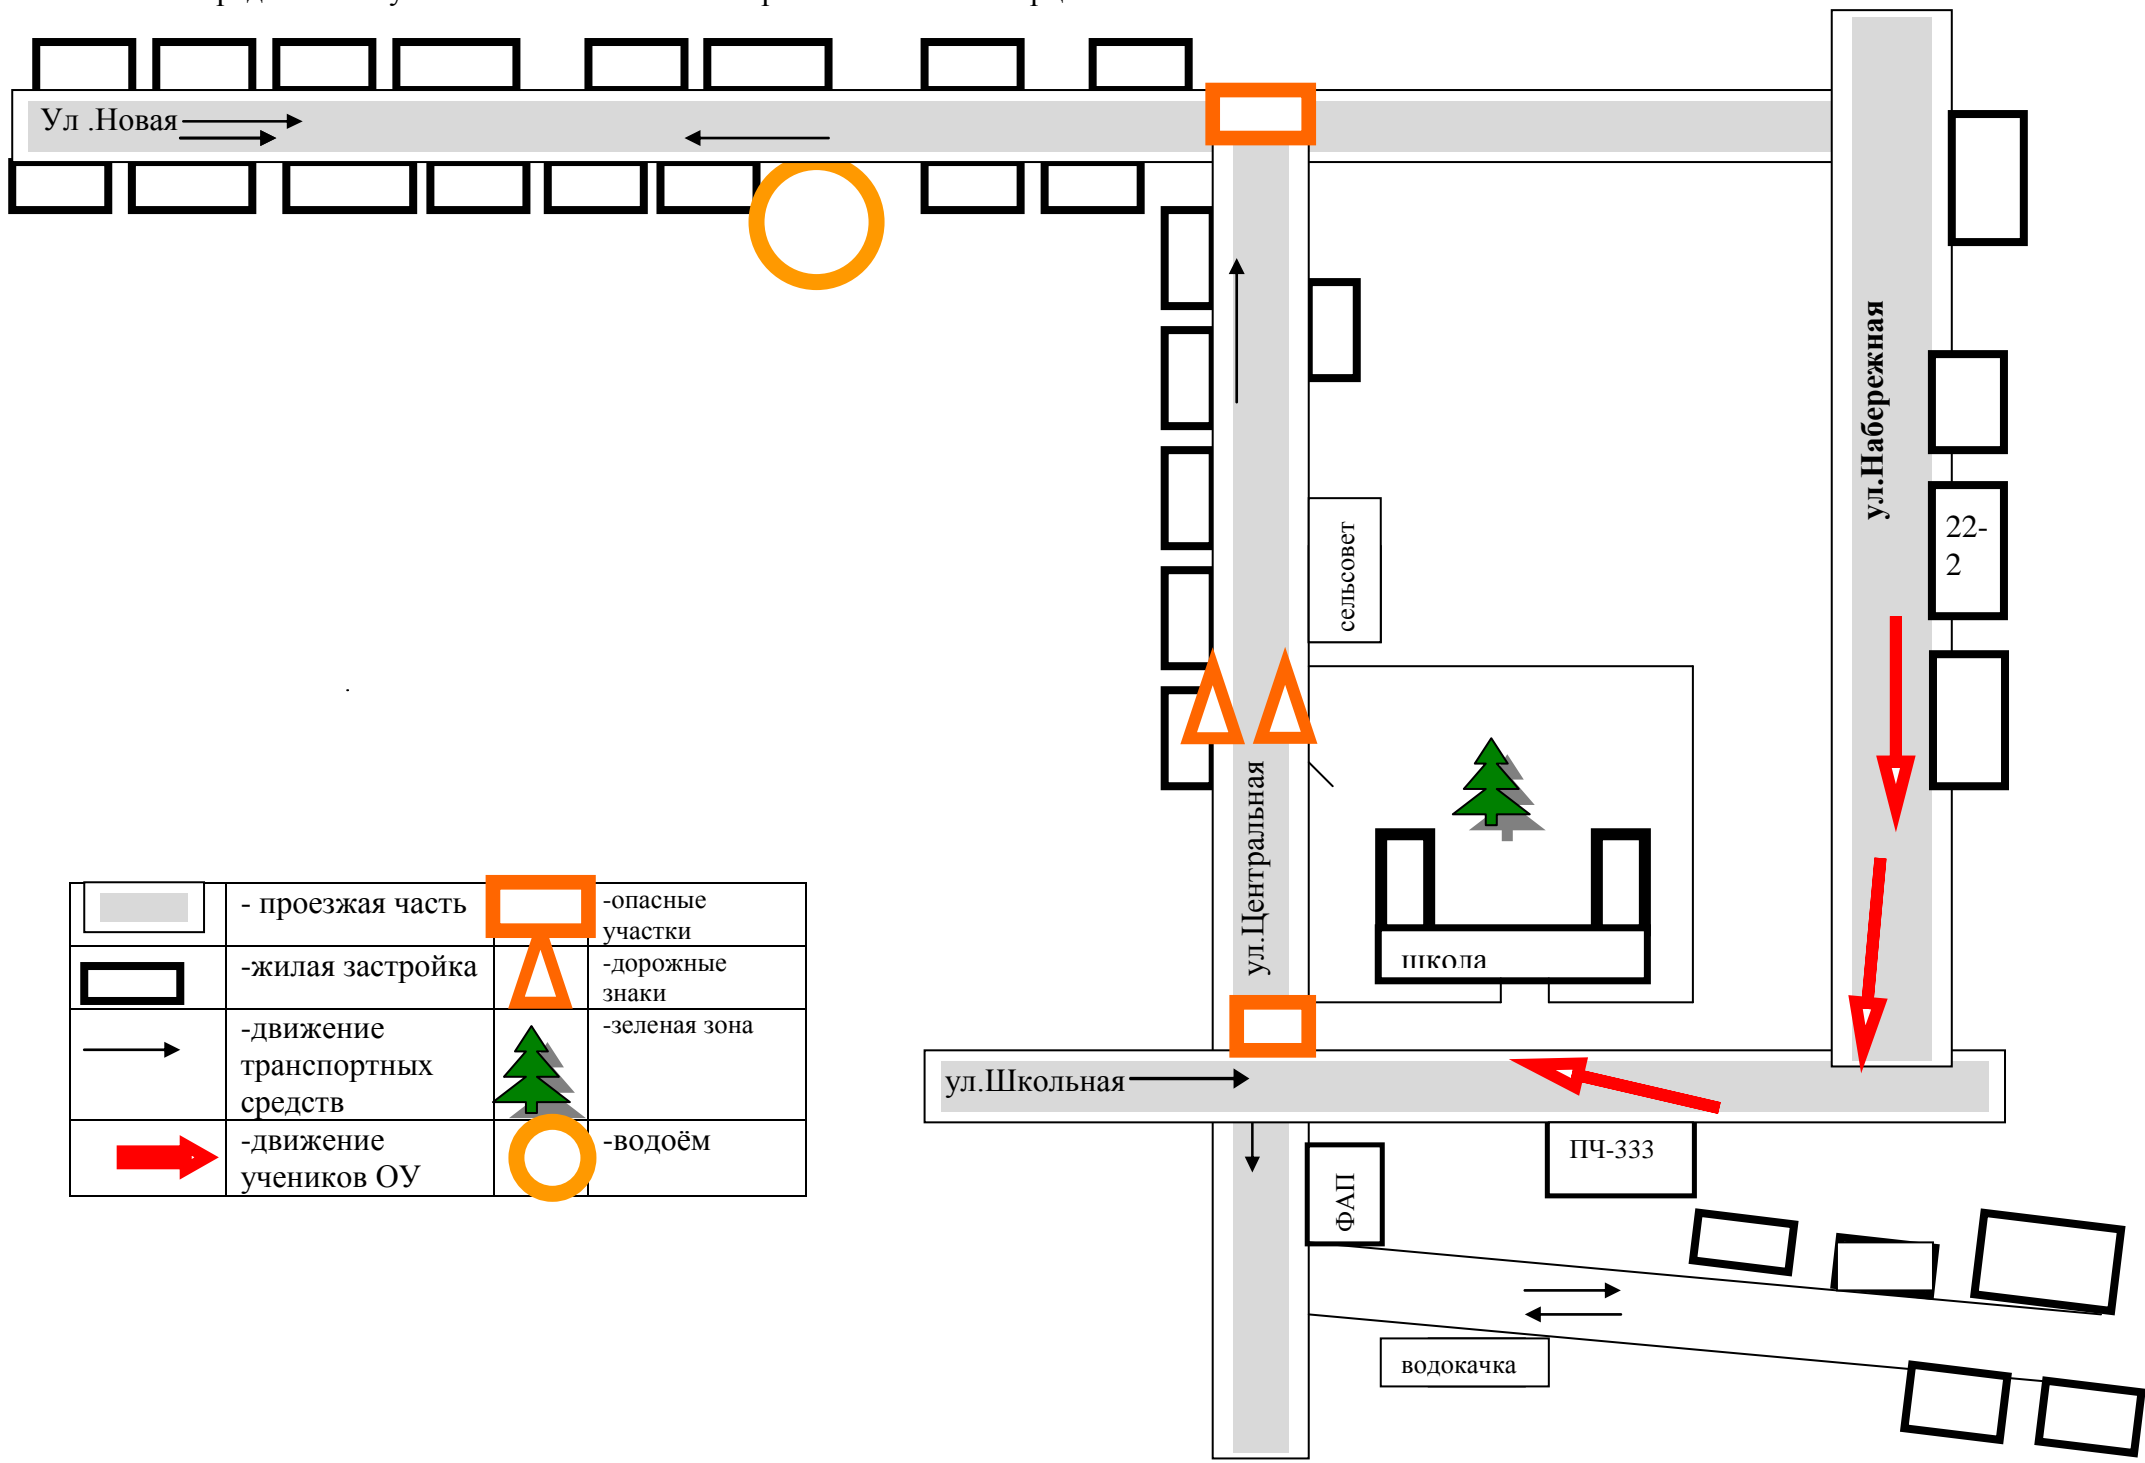 Ул .Новая
ул.Набережная
22-
2
сельсовет
ул.Центральная
школа
- проезжая часть
-опасные
участки
-жилая застройка
-дорожные
знаки
-движение
транспортных
средств
-зеленая зона
-движение
учеников ОУ
-водоём
ул.Школьная
ПЧ-333
ФАП
водокачка